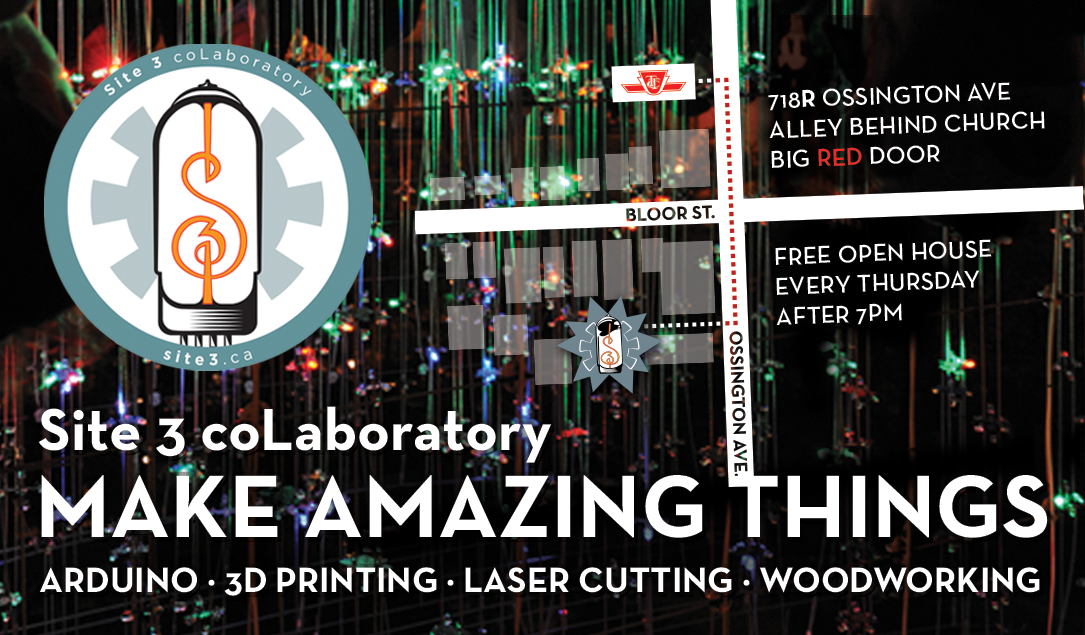 Site 3 coLaboratory
S3
site3.ca
718R OSSINGTON AVE
ALLEY BEHIND CHURCH
BIG RED DOOR
BLOOR ST.
FREE OPEN HOUSE
EVERY THURSDAY
AFTER 7PM
OSSINGTON AVE.
Site 3 coLaboratory
MAKE AMAZING THINGS
ARDUINO · 3D PRINTING · LASER CUTTING · WOODWORKING